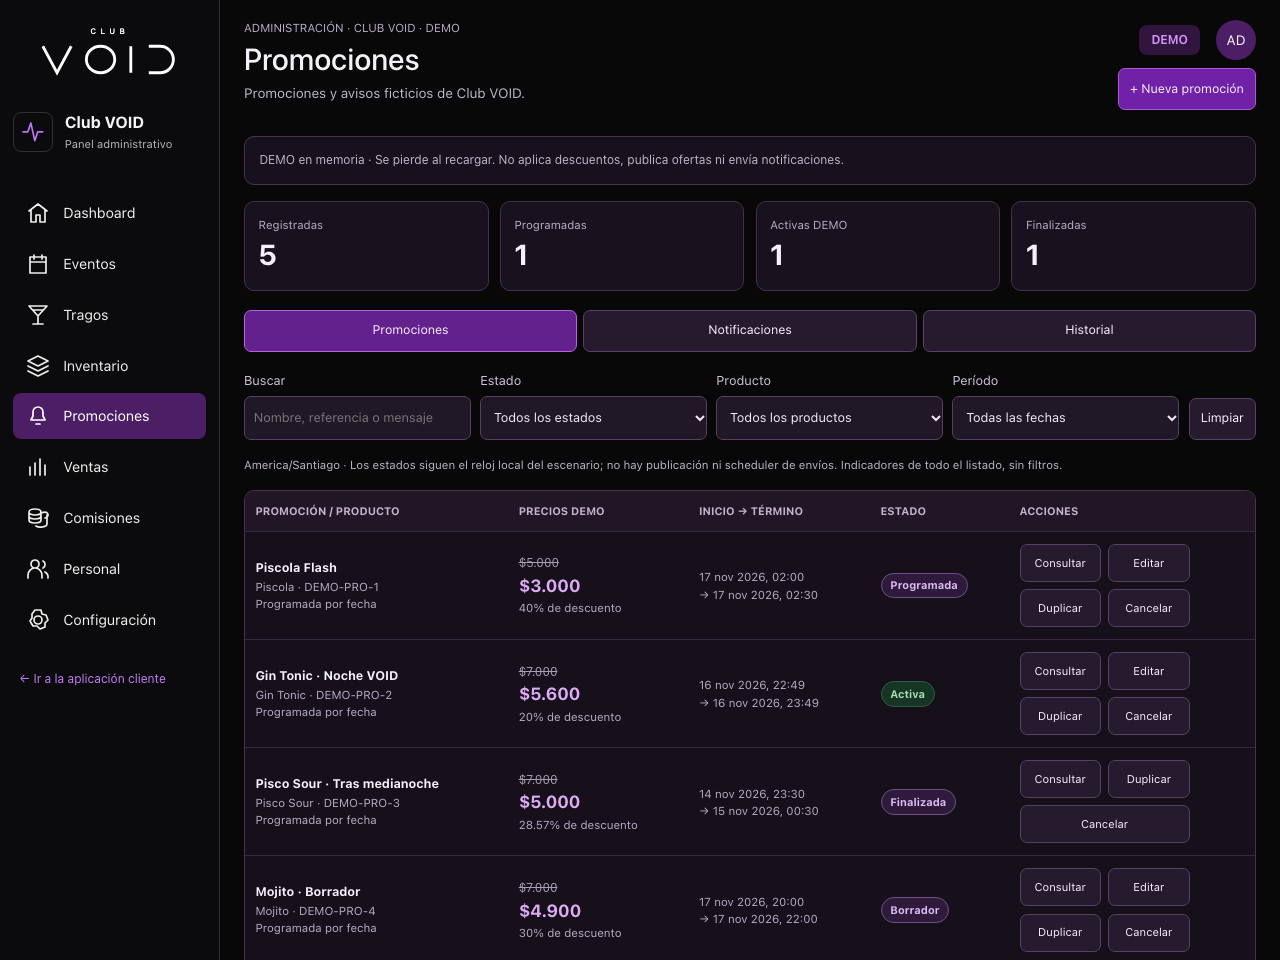 CLUB
VOID
Club VOID
Panel administrativo
Dashboard
Eventos
Tragos
Inventario
Promociones
Ventas
Comisiones
Personal
Configuración
← Ir a la aplicación cliente
ADMINISTRACIÓN · CLUB VOID · DEMO
Promociones
Promociones y avisos ficticios de Club VOID.
DEMO
AD
+ Nueva promoción
DEMO en memoria · Se pierde al recargar. No aplica descuentos, publica ofertas ni envía notificaciones.
Registradas
5
Programadas
1
Activas DEMO
1
Finalizadas
1
Promociones
Notificaciones
Historial
Buscar
Nombre, referencia o mensaje
Estado
Todos los estados
Producto
Todos los productos
Período
Todas las fechas
Limpiar
America/Santiago · Los estados siguen el reloj local del escenario; no hay publicación ni scheduler de envíos. Indicadores de todo el listado, sin filtros.
PROMOCIÓN / PRODUCTO
PRECIOS DEMO
INICIO → TÉRMINO
ESTADO
ACCIONES
Piscola Flash
Piscola · DEMO-PRO-1
Programada por fecha
$5.000
$3.000
40% de descuento
17 nov 2026, 02:00
→ 17 nov 2026, 02:30
Programada
Consultar
Editar
Duplicar
Cancelar
Gin Tonic · Noche VOID
Gin Tonic · DEMO-PRO-2
Programada por fecha
$7.000
$5.600
20% de descuento
16 nov 2026, 22:49
→ 16 nov 2026, 23:49
Activa
Consultar
Editar
Duplicar
Cancelar
Pisco Sour · Tras medianoche
Pisco Sour · DEMO-PRO-3
Programada por fecha
$7.000
$5.000
28.57% de descuento
14 nov 2026, 23:30
→ 15 nov 2026, 00:30
Finalizada
Consultar
Duplicar
Cancelar
Mojito · Borrador
Mojito · DEMO-PRO-4
Programada por fecha
$7.000
$4.900
30% de descuento
17 nov 2026, 20:00
→ 17 nov 2026, 22:00
Borrador
Consultar
Editar
Duplicar
Cancelar